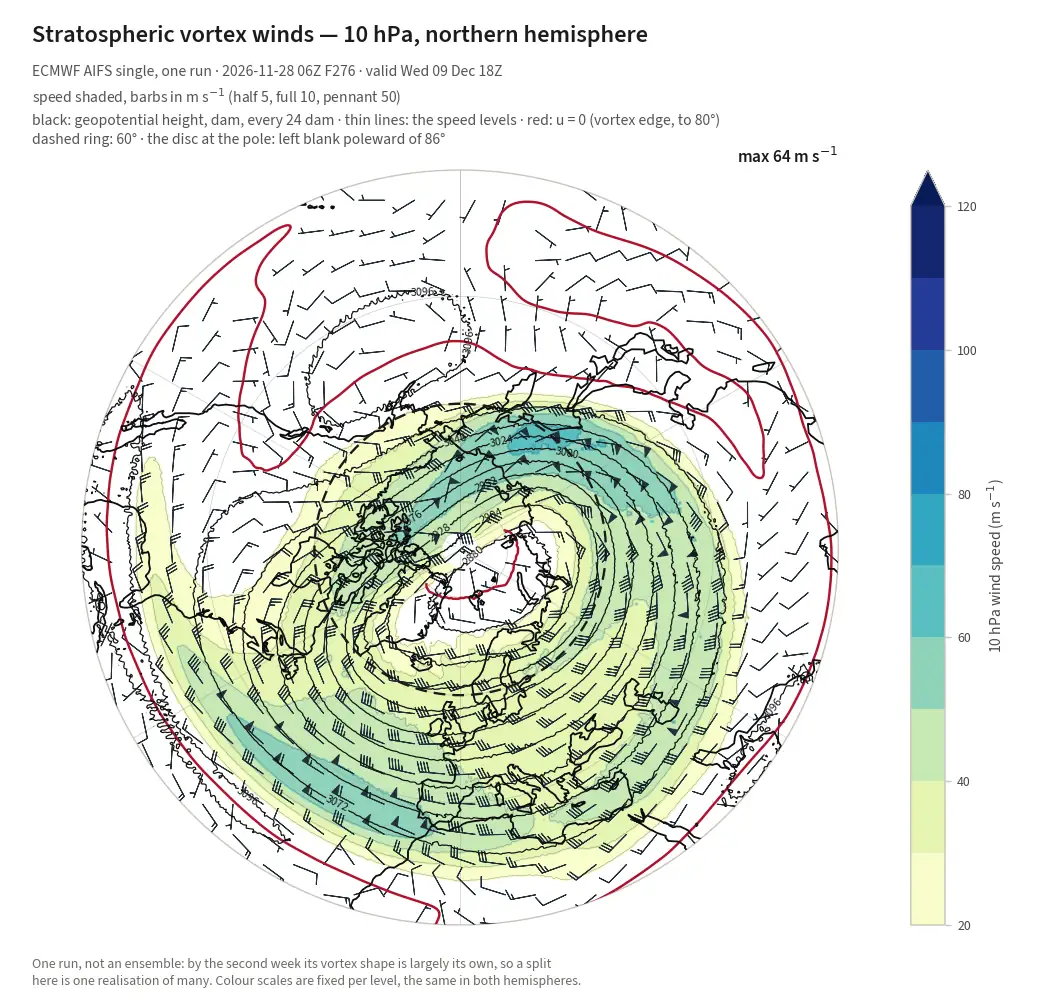 Stratospheric vortex winds — 10 hPa, northern hemisphere
ECMWF AIFS single, one run · 2026-11-28 06Z F276 · valid Wed 09 Dec 18Z
speed shaded, barbs in m s⁻¹ (half 5, full 10, pennant 50)
black: geopotential height, dam, every 24 dam · thin lines: the speed levels · red: u = 0 (vortex edge, to 80°)
dashed ring: 60° · the disc at the pole: left blank poleward of 86°
max 64 m s⁻¹
120
100
80
60
40
20
10 hPa wind speed (m s⁻¹)
3096
3096
3024
3000
3072
3096
One run, not an ensemble: by the second week its vortex shape is largely its own, so a split
here is one realisation of many. Colour scales are fixed per level, the same in both hemispheres.